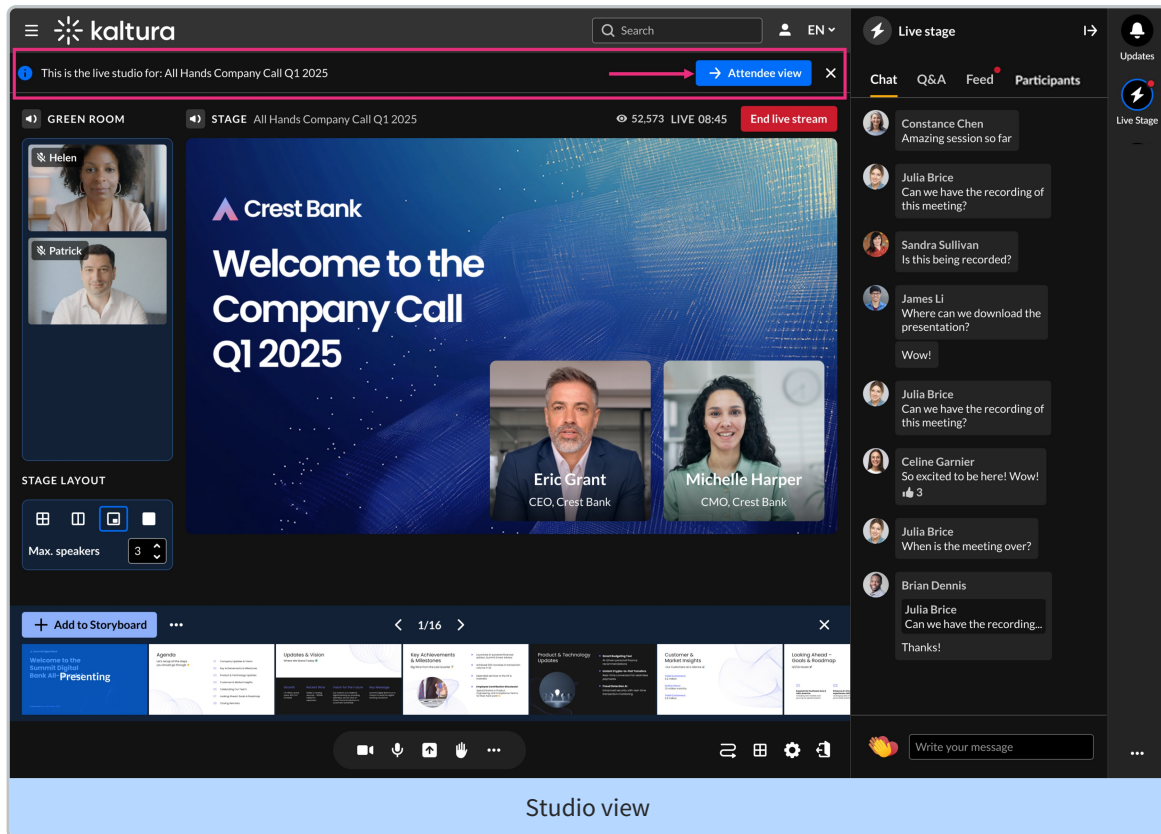 kaltura
Search
EN
This is the live studio for: All Hands Company Call Q1 2025
Attendee view
GREEN ROOM
STAGE All Hands Company Call Q1 2025
52,573 LIVE 08:45
End live stream
Helen
Patrick
Crest Bank
Welcome to the
Company Call
Q1 2025
Eric Grant
CEO, Crest Bank
Michelle Harper
CMO, Crest Bank
STAGE LAYOUT
Max. speakers 3
Add to Storyboard
1/16
Welcome to the
Summit Digital
Presenting
Agenda
Updates & Vision
Key Achievements
& Milestones
Product & Technology
Updates
Customer &
Market Insights
Looking Ahead –
Goals & Roadmap
Live stage
Chat Q&A Feed Participants
Constance Chen
Amazing session so far
Julia Brice
Can we have the recording of
this meeting?
Sandra Sullivan
Is this being recorded?
James Li
Where can we download the
presentation?
Wow!
Julia Brice
Can we have the recording of
this meeting?
Celine Garnier
So excited to be here! Wow!
3
Julia Brice
When is the meeting over?
Brian Dennis
Julia Brice
Can we have the recording...
Thanks!
Write your message
Updates
Live Stage
Studio view